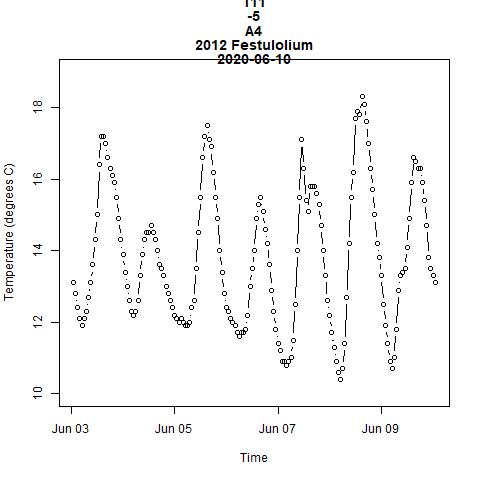 T11
-5
A4
2012 Festulolium
2020-06-10
Temperature (degrees C)
18
16
14
12
10
Jun 03
Jun 05
Jun 07
Jun 09
Time